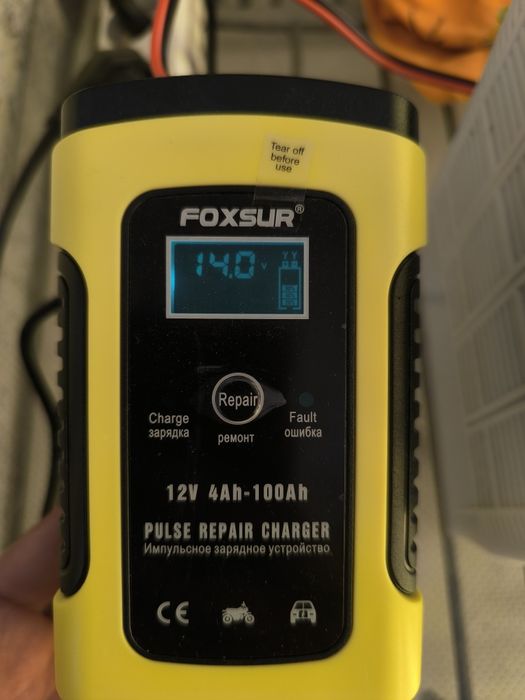 Tear off
before
use
FOXSUR®
14.0 V
Repair
Charge
зарядка
ремонт
Fault
ошибка
12V 4Ah-100Ah
PULSE REPAIR CHARGER
Импульсное зарядное устройство
CE